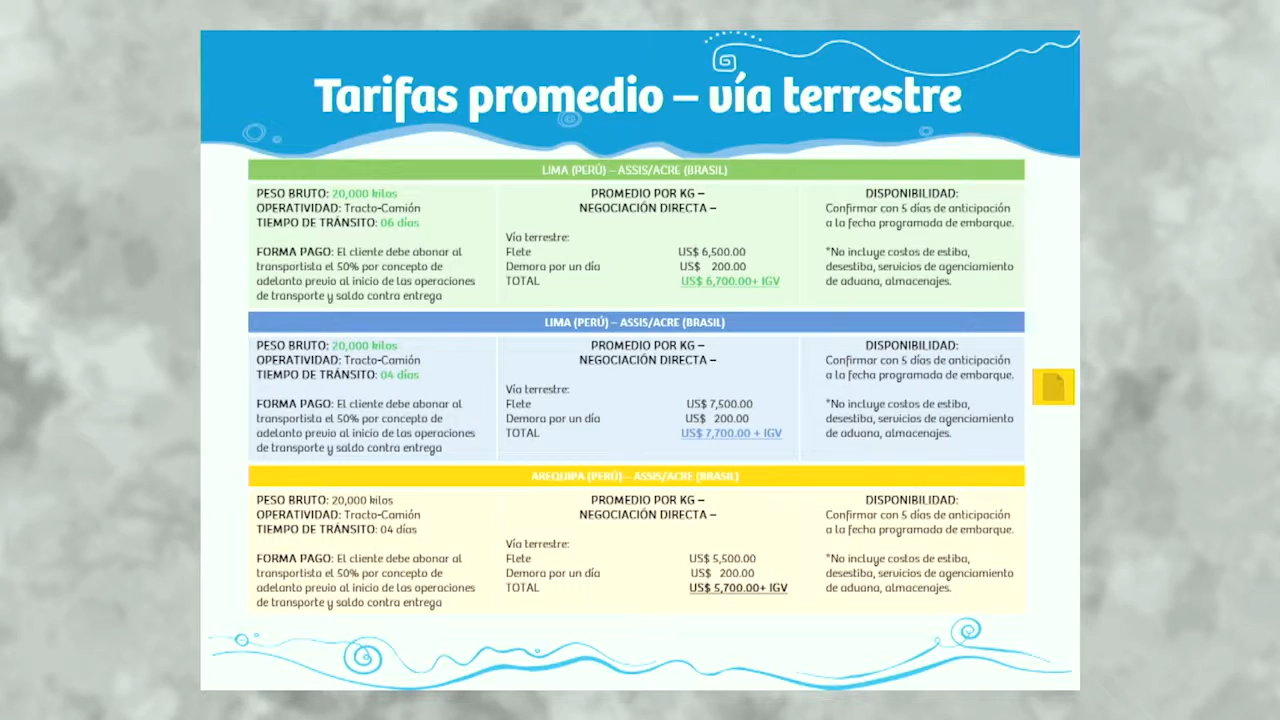 Tarifas promedio – vía terrestre
LIMA (PERÚ) – ASSIS/ACRE (BRASIL)
PESO BRUTO: 20,000 kilos
OPERATIVIDAD: Tracto-Camión
TIEMPO DE TRÁNSITO: 06 días
FORMA PAGO: El cliente debe abonar al
transportista el 50% por concepto de
adelanto previo al inicio de las operaciones
de transporte y saldo contra entrega
PROMEDIO POR KG –
NEGOCIACIÓN DIRECTA –
Vía terrestre:
Flete US$ 6,500.00
Demora por un día US$ 200.00
TOTAL US$ 6,700.00+ IGV
DISPONIBILIDAD:
Confirmar con 5 días de anticipación
a la fecha programada de embarque.
*No incluye costos de estiba,
desestiba, servicios de agenciamiento
de aduana, almacenajes.
LIMA (PERÚ) – ASSIS/ACRE (BRASIL)
PESO BRUTO: 20,000 kilos
OPERATIVIDAD: Tracto-Camión
TIEMPO DE TRÁNSITO: 04 días
FORMA PAGO: El cliente debe abonar al
transportista el 50% por concepto de
adelanto previo al inicio de las operaciones
de transporte y saldo contra entrega
PROMEDIO POR KG –
NEGOCIACIÓN DIRECTA –
Vía terrestre:
Flete US$ 7,500.00
Demora por un día US$ 200.00
TOTAL US$ 7,700.00 + IGV
DISPONIBILIDAD:
Confirmar con 5 días de anticipación
a la fecha programada de embarque.
*No incluye costos de estiba,
desestiba, servicios de agenciamiento
de aduana, almacenajes.
AREQUIPA (PERÚ) – ASSIS/ACRE (BRASIL)
PESO BRUTO: 20,000 kilos
OPERATIVIDAD: Tracto-Camión
TIEMPO DE TRÁNSITO: 04 días
FORMA PAGO: El cliente debe abonar al
transportista el 50% por concepto de
adelanto previo al inicio de las operaciones
de transporte y saldo contra entrega
PROMEDIO POR KG –
NEGOCIACIÓN DIRECTA –
Vía terrestre:
Flete US$ 5,500.00
Demora por un día US$ 200.00
TOTAL US$ 5,700.00+ IGV
DISPONIBILIDAD:
Confirmar con 5 días de anticipación
a la fecha programada de embarque.
*No incluye costos de estiba,
desestiba, servicios de agenciamiento
de aduana, almacenajes.